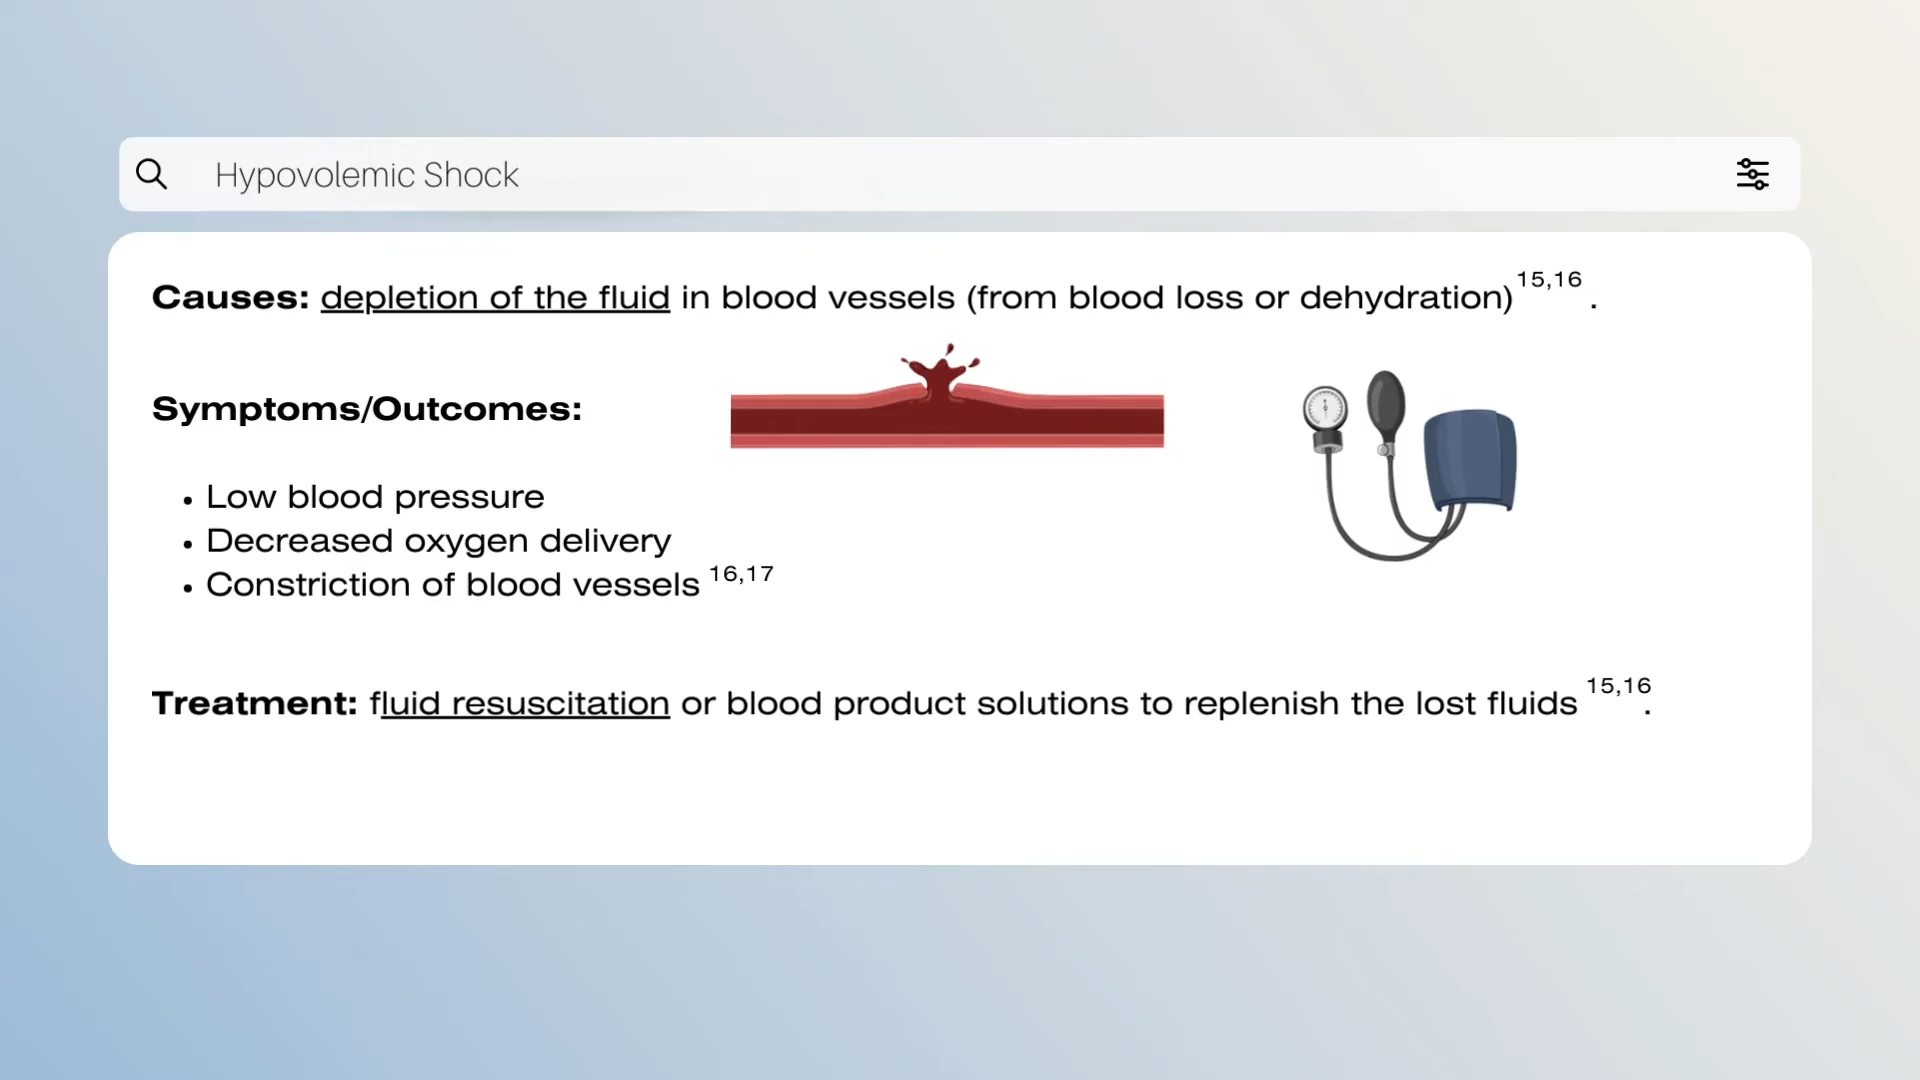 Hypovolemic Shock
Causes: depletion of the fluid in blood vessels (from blood loss or dehydration)15,16 .
Symptoms/Outcomes:
• Low blood pressure
• Decreased oxygen delivery
• Constriction of blood vessels 16,17
Treatment: fluid resuscitation or blood product solutions to replenish the lost fluids 15,16.